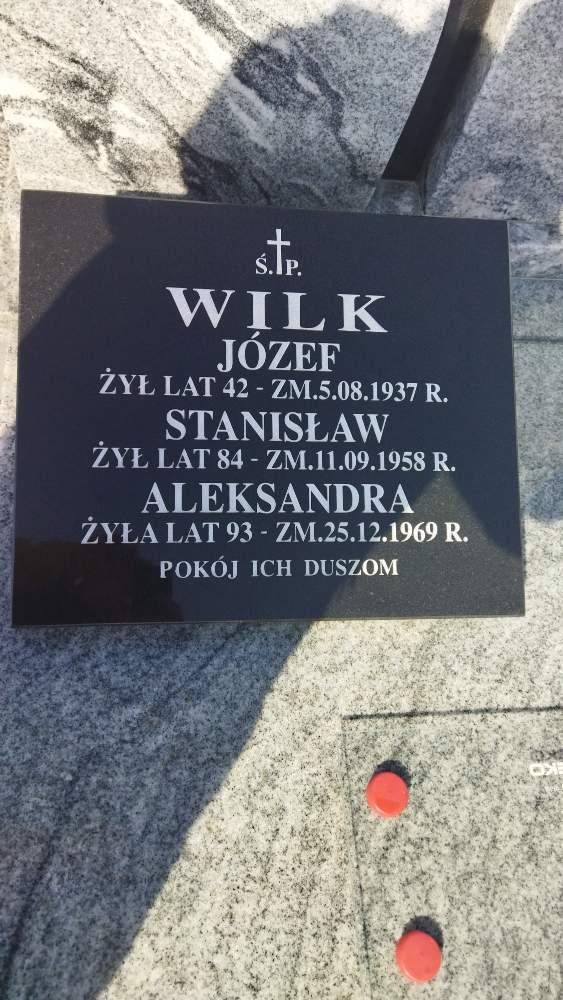 Ś.P.
WILK
JÓZEF
ŻYŁ LAT 42 - ZM.5.08.1937 R.
STANISŁAW
ŻYŁ LAT 84 - ZM.11.09.1958 R.
ALEKSANDRA
ŻYŁA LAT 93 - ZM.25.12.1969 R.
POKÓJ ICH DUSZOM